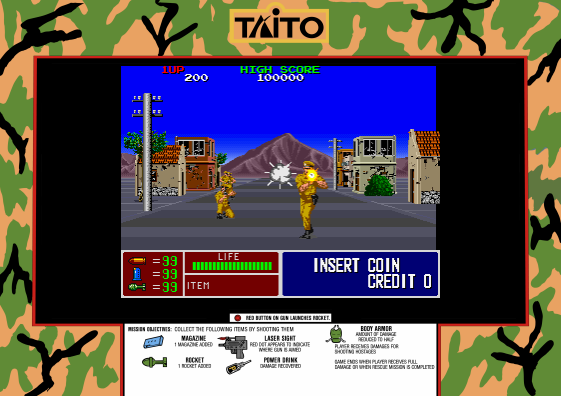 TAITO
1UP
HIGH SCORE
200
100000
=99
=99
=99
LIFE
ITEM
INSERT COIN
CREDIT 0
RED BUTTON ON GUN LAUNCHES ROCKET.
MISSION OBJECTIVES: COLLECT THE FOLLOWING ITEMS BY SHOOTING THEM
MAGAZINE
1 MAGAZINE ADDED
LASER SIGHT
RED DOT APPEARS TO INDICATE
WHERE GUN IS AIMED
ROCKET
1 ROCKET ADDED
POWER DRINK
DAMAGE RECOVERED
BODY ARMOR
AMOUNT OF DAMAGE
REDUCED TO HALF
PLAYER RECEIVES DAMAGES FOR
SHOOTING HOSTAGES
GAME ENDS WHEN PLAYER RECEIVES FULL
DAMAGE OR WHEN RESCUE MISSION IS COMPLETED